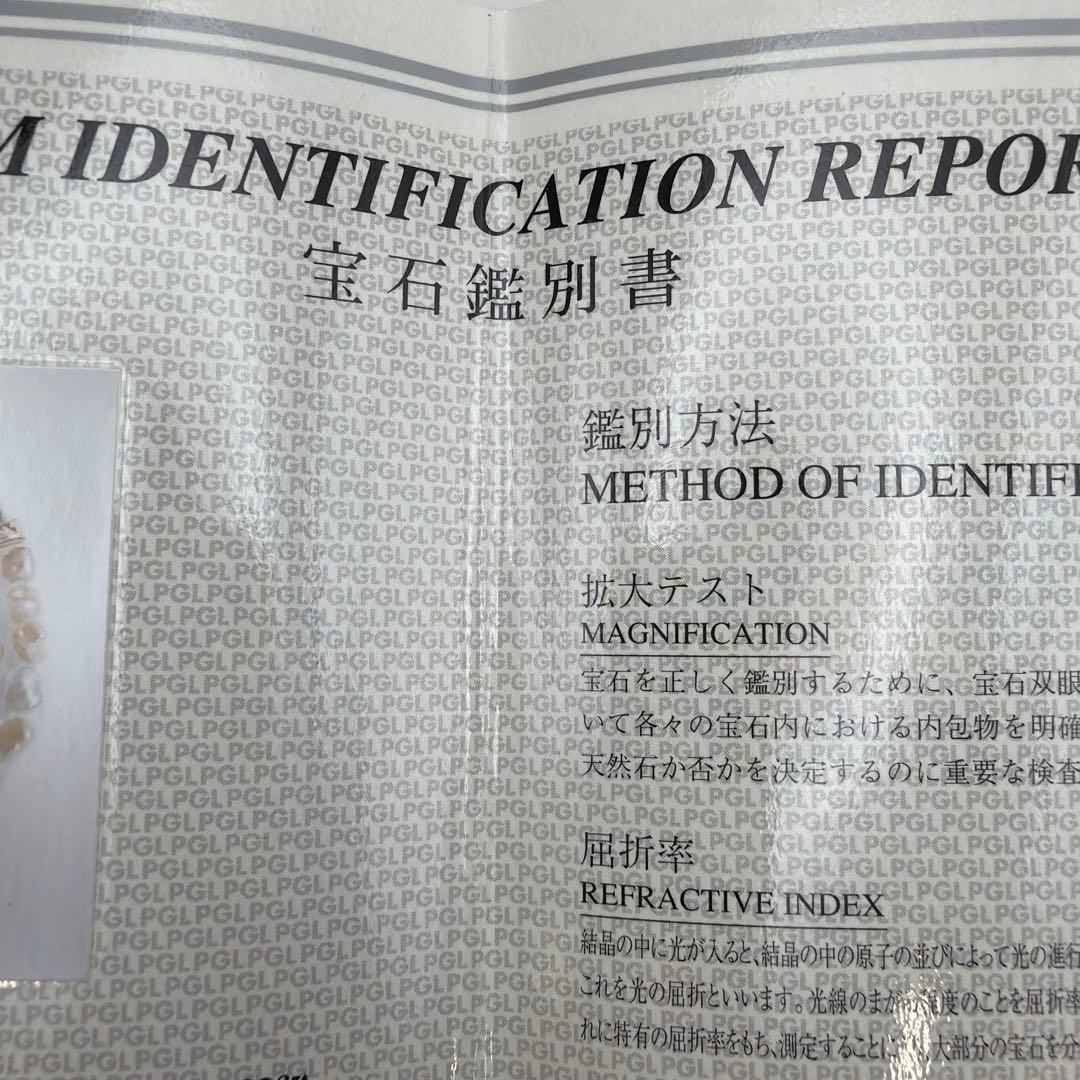 M IDENTIFICATION REPOR
宝石鑑別書
鑑別方法
METHOD OF IDENTIFI
拡大テスト
MAGNIFICATION
宝石を正しく鑑別するために、宝石双眼
いて各々の宝石内における内包物を明確
天然石か否かを決定するのに重要な検査
屈折率
REFRACTIVE INDEX
結晶の中に光が入ると、結晶の中の原子の並びによって光の進行
これを光の屈折といいます。光線のまが 程度のことを屈折率
れに特有の屈折率をもち、測定することに 大部分の宝石を分